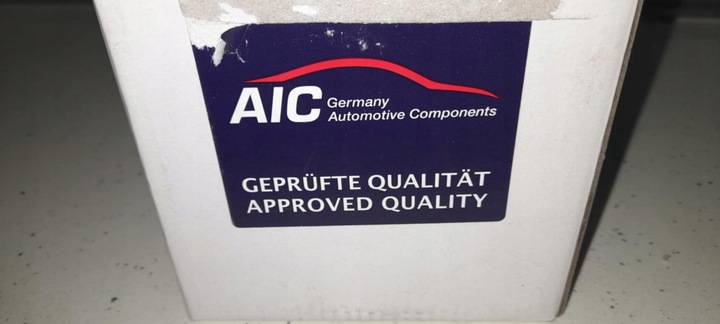 AIC Germany
Automotive Components
GEPRÜFTE QUALITÄT
APPROVED QUALITY